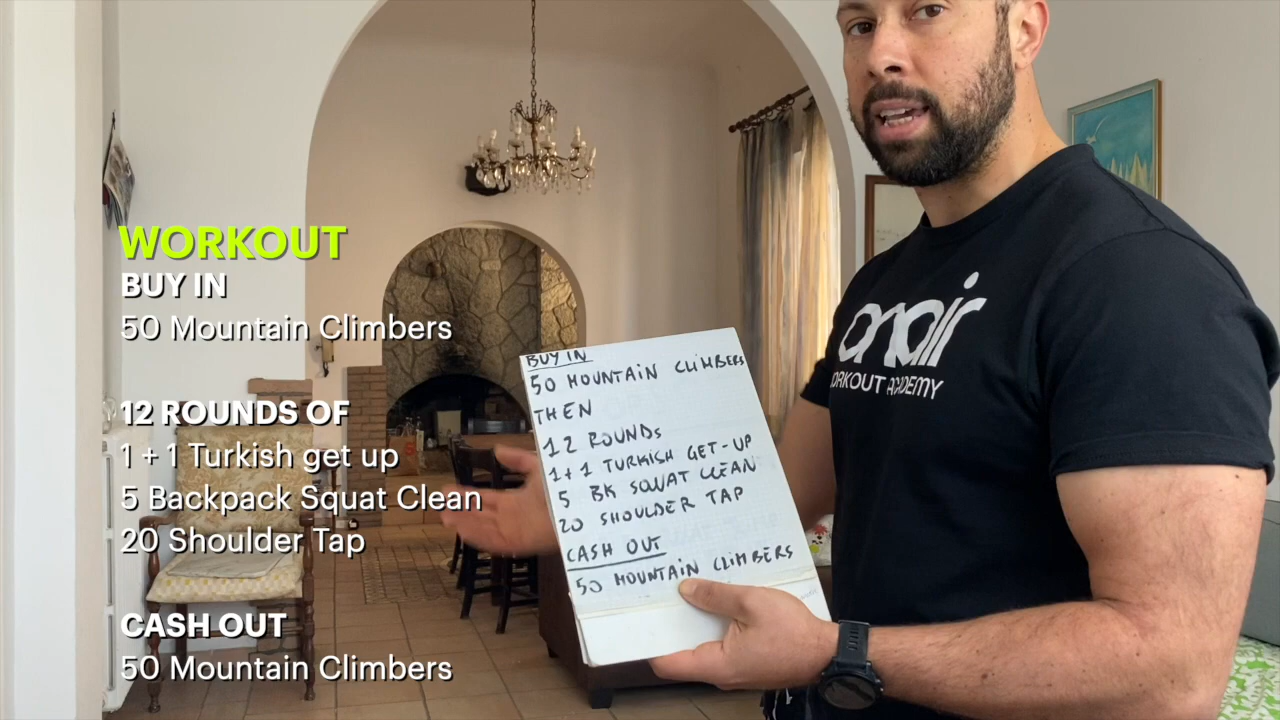 WORKOUT
BUY IN
50 Mountain Climbers
12 ROUNDS OF
1 + 1 Turkish get up
5 Backpack Squat Clean
20 Shoulder Tap
CASH OUT
50 Mountain Climbers
BUY IN
50 MOUNTAIN CLiMBERS
THEN
12 ROUNDs
1+1 TURKISH GET-UP
5 BK SQUAT CLEAN
20 SHOULDER TAP
CASH OUT
50 MOUNTAiN CLiMBERS
onair
ORKOUT ACADEMY